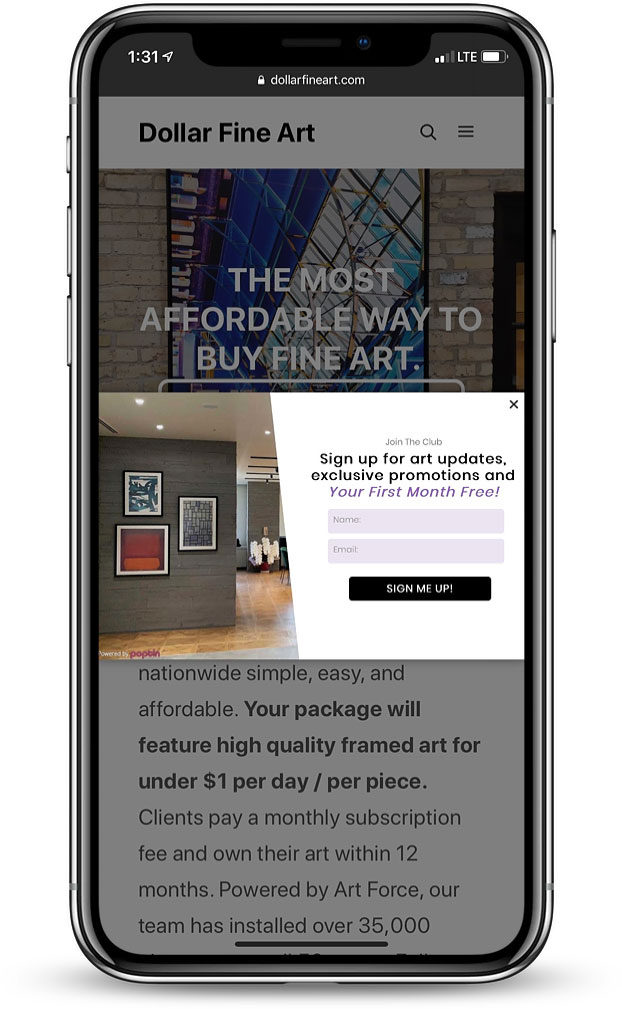 1:31
LTE
dollarfineart.com
Dollar Fine Art
THE MOST
AFFORDABLE WAY TO
BUY FINE ART.
Join The Club
Sign up for art updates,
exclusive promotions and
Your First Month Free!
Name:
Email:
SIGN ME UP!
Powered by poptin
nationwide simple, easy, and
affordable. Your package will
feature high quality framed art for
under $1 per day / per piece.
Clients pay a monthly subscription
fee and own their art within 12
months. Powered by Art Force, our
team has installed over 35,000